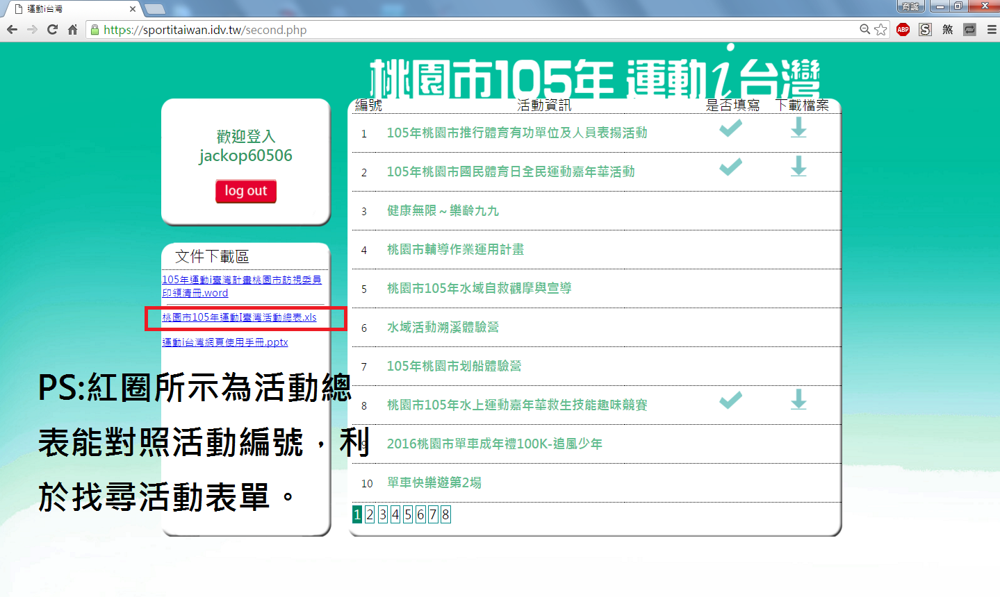 運動i台灣
育誠
https://sportitaiwan.idv.tw/second.php
ABP
S
煞
桃園市105年 運動i台灣
歡迎登入
jackop60506
log out
文件下載區
105年運動i臺灣計畫桃園市訪視委員
印領清冊.word
桃園市105年運動I臺灣活動總表.xls
運動i台灣網頁使用手冊.pptx
PS:紅圈所示為活動總
表能對照活動編號，利
於找尋活動表單。
編號 活動資訊 是否填寫 下載檔案
1 105年桃園市推行體育有功單位及人員表揚活動
2 105年桃園市國民體育日全民運動嘉年華活動
3 健康無限～樂齡九九
4 桃園市輔導作業運用計畫
5 桃園市105年水域自救觀摩與宣導
6 水域活動溯溪體驗營
7 105年桃園市划船體驗營
8 桃園市105年水上運動嘉年華救生技能趣味競賽
9 2016桃園市單車成年禮100K-追風少年
10 單車快樂遊第2場
1 2 3 4 5 6 7 8